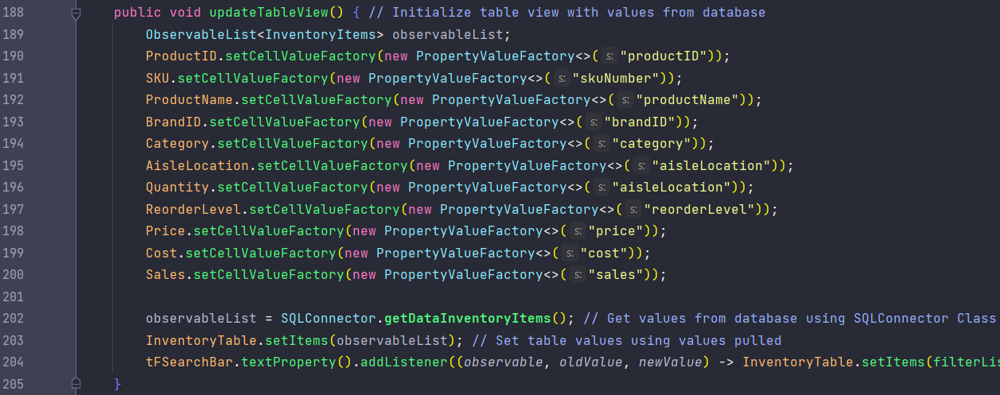 188 public void updateTableView() { // Initialize table view with values from database
189 ObservableList<InventoryItems> observableList;
190 ProductID.setCellValueFactory(new PropertyValueFactory<>( s: "productID"));
191 SKU.setCellValueFactory(new PropertyValueFactory<>( s: "skuNumber"));
192 ProductName.setCellValueFactory(new PropertyValueFactory<>( s: "productName"));
193 BrandID.setCellValueFactory(new PropertyValueFactory<>( s: "brandID"));
194 Category.setCellValueFactory(new PropertyValueFactory<>( s: "category"));
195 AisleLocation.setCellValueFactory(new PropertyValueFactory<>( s: "aisleLocation"));
196 Quantity.setCellValueFactory(new PropertyValueFactory<>( s: "aisleLocation"));
197 ReorderLevel.setCellValueFactory(new PropertyValueFactory<>( s: "reorderLevel"));
198 Price.setCellValueFactory(new PropertyValueFactory<>( s: "price"));
199 Cost.setCellValueFactory(new PropertyValueFactory<>( s: "cost"));
200 Sales.setCellValueFactory(new PropertyValueFactory<>( s: "sales"));
201
202 observableList = SQLConnector.getDataInventoryItems(); // Get values from database using SQLConnector Class
203 InventoryTable.setItems(observableList); // Set table values using values pulled
204 tFSearchBar.textProperty().addListener((observable, oldValue, newValue) -> InventoryTable.setItems(filterLis
205 }